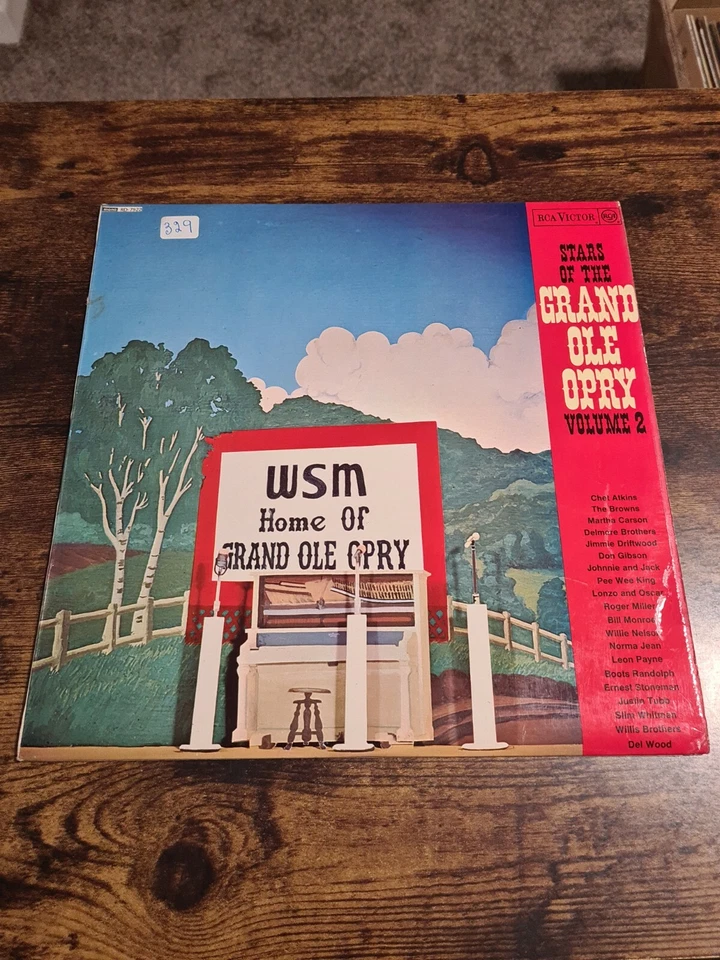 329
RCA VICTOR RCA
STARS
OF THE
GRAND
OLE
OPRY
VOLUME 2
WSM
Home Of
GRAND OLE OPRY
Chet Atkins
The Browns
Martha Carson
Delmore Brothers
Jimmie Driftwood
Don Gibson
Johnnie and Jack
Pee Wee King
Lonzo and Oscar
Roger Miller
Bill Monroe
Willie Nelson
Norma Jean
Leon Payne
Boots Randolph
Ernest Stoneman
Justin Tubb
Slim Whitman
Willis Brothers
Del Wood